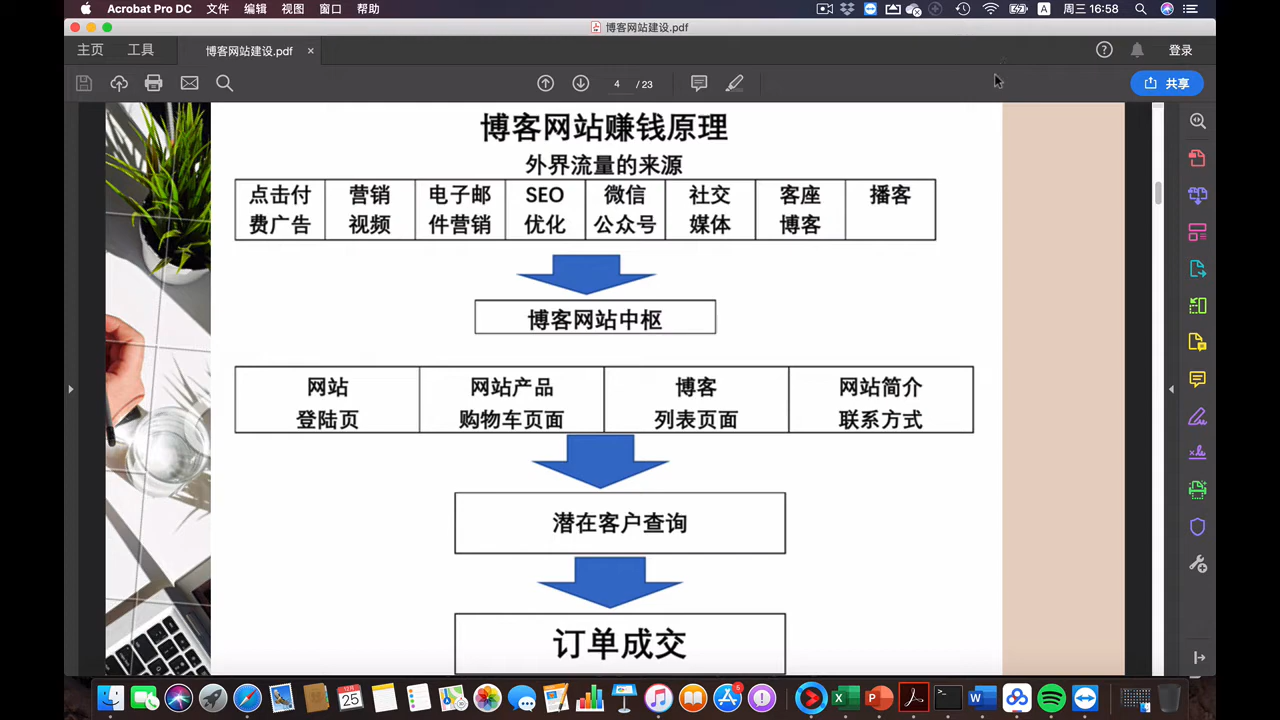 Acrobat Pro DC 文件 编辑 视图 窗口 帮助 周三 16:58
博客网站建设.pdf
主页 工具 博客网站建设.pdf × 登录
4 / 23 共享
博客网站赚钱原理
外界流量的来源
点击付 营销 电子邮 SEO 微信 社交 客座 播客
费广告 视频 件营销 优化 公众号 媒体 博客
博客网站中枢
网站 网站产品 博客 网站简介
登陆页 购物车页面 列表页面 联系方式
潜在客户查询
订单成交